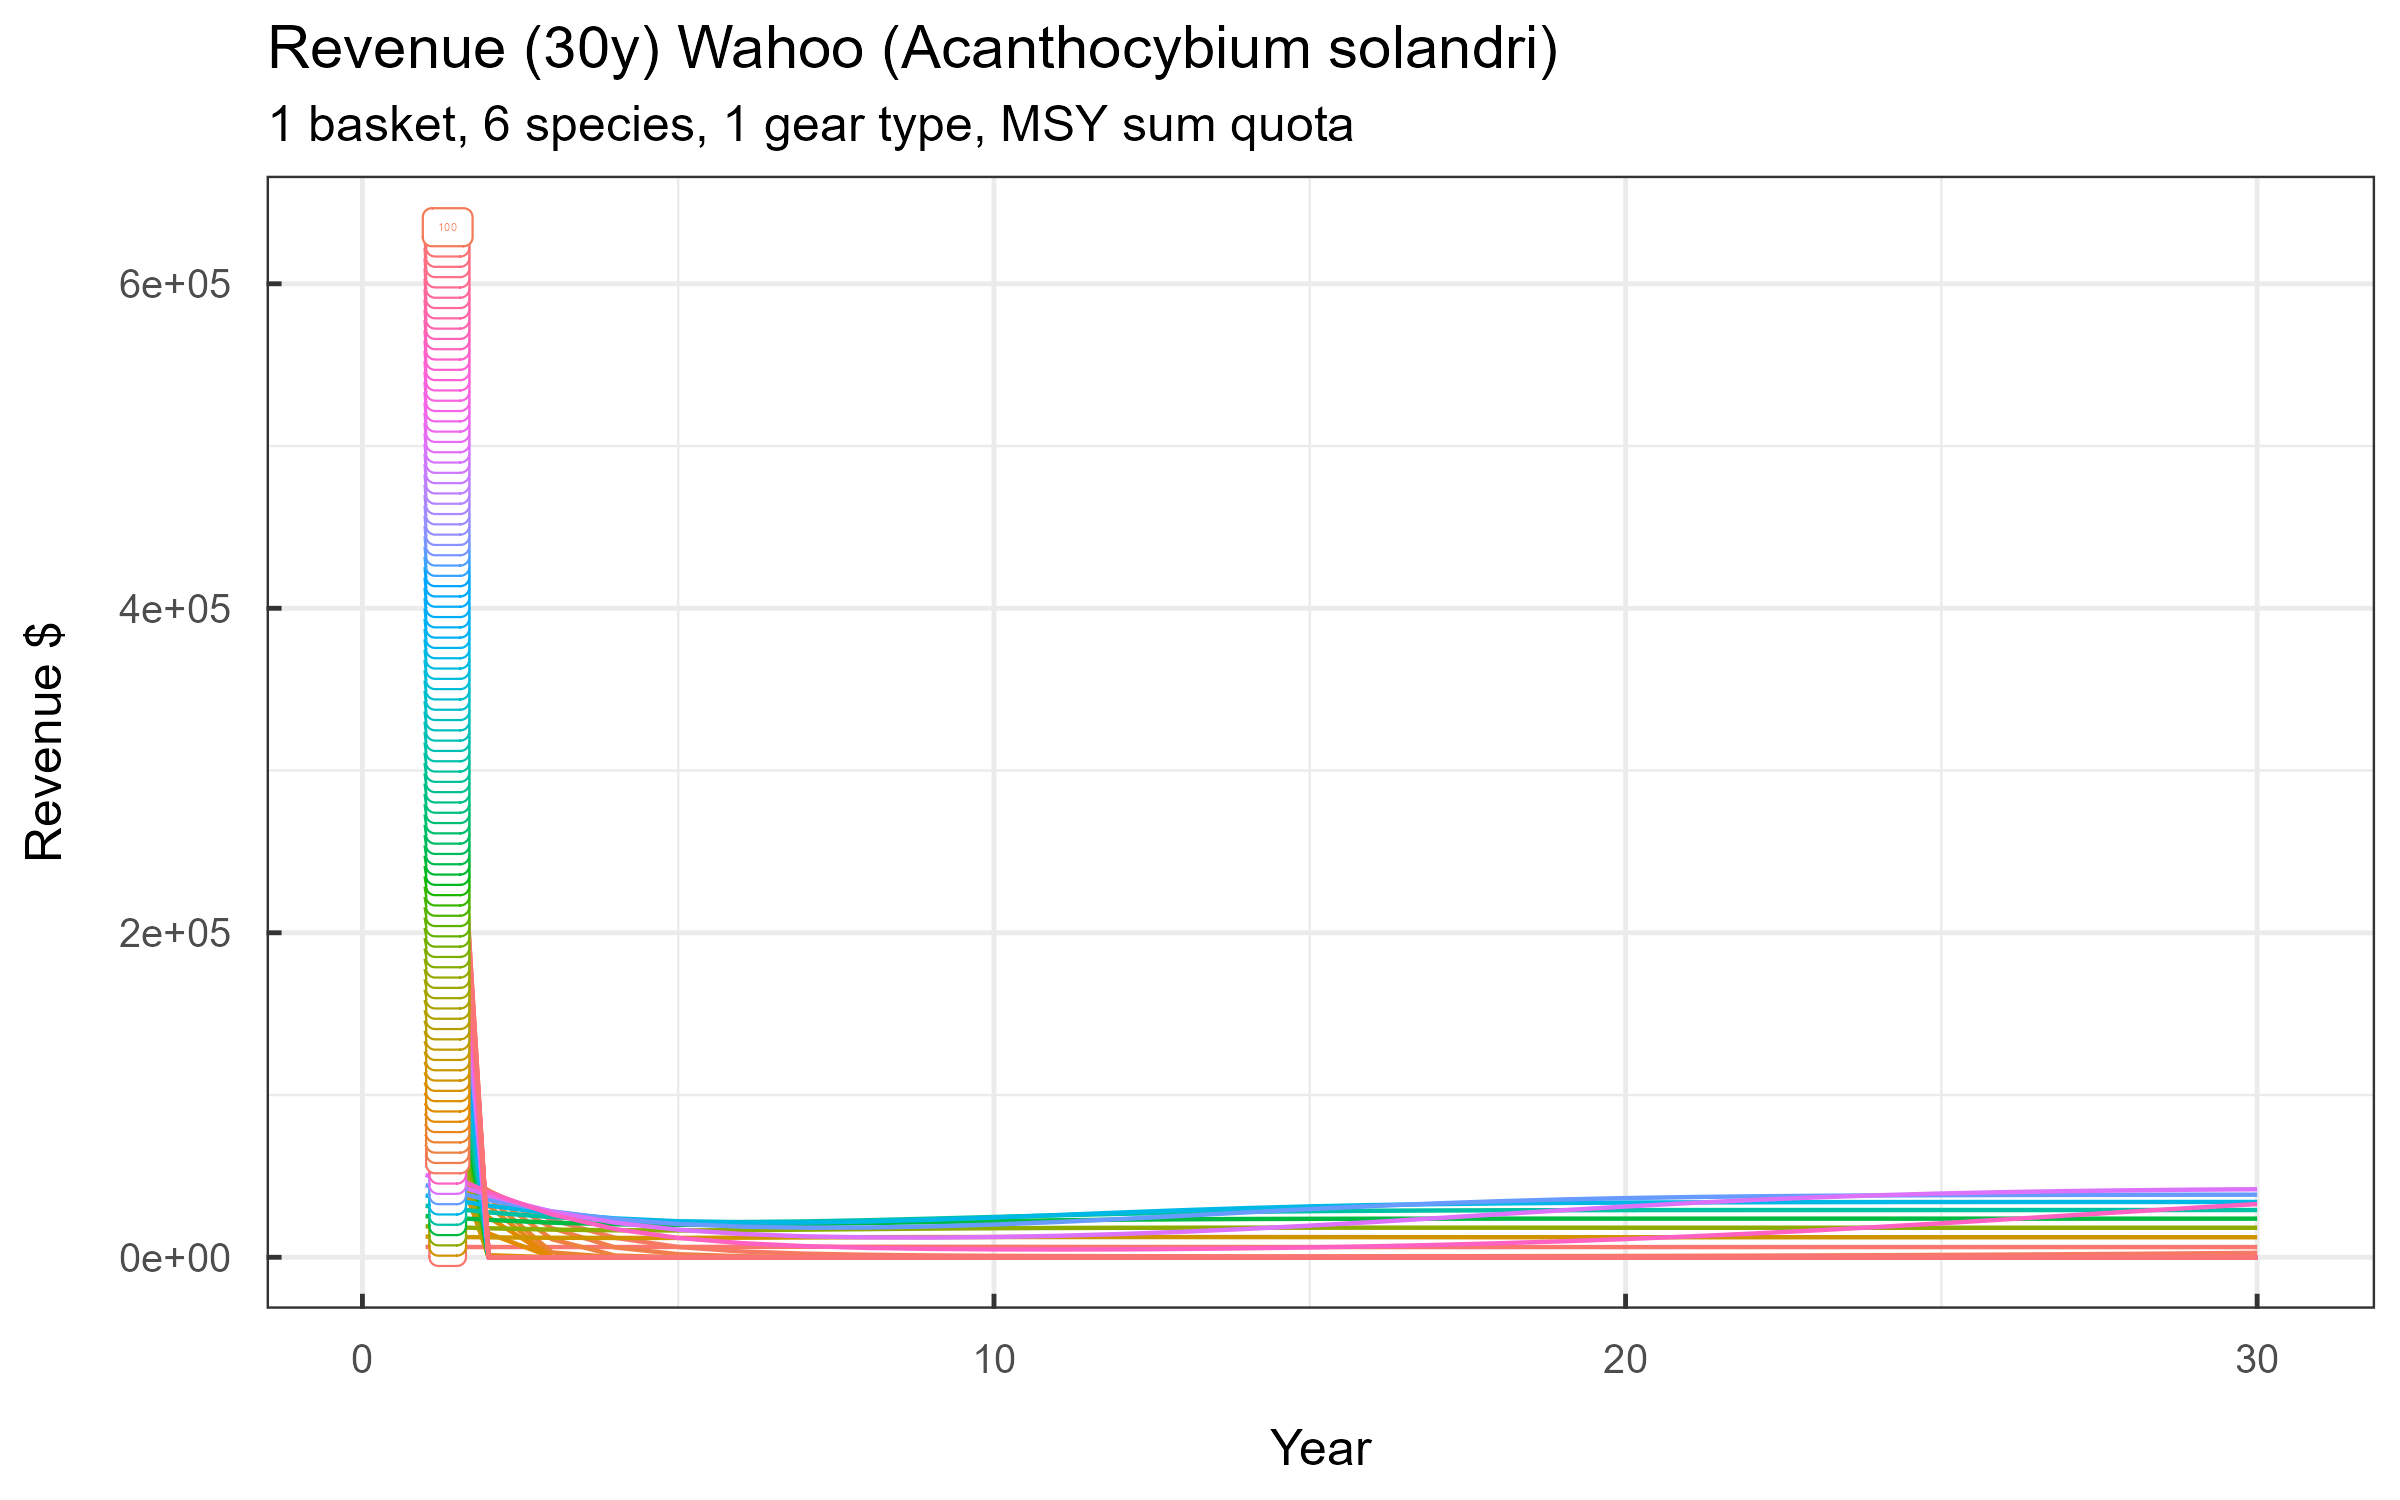 Revenue (30y) Wahoo (Acanthocybium solandri)
1 basket, 6 species, 1 gear type, MSY sum quota
100
6e+05
4e+05
2e+05
0e+00
Revenue $
0
10
20
30
Year